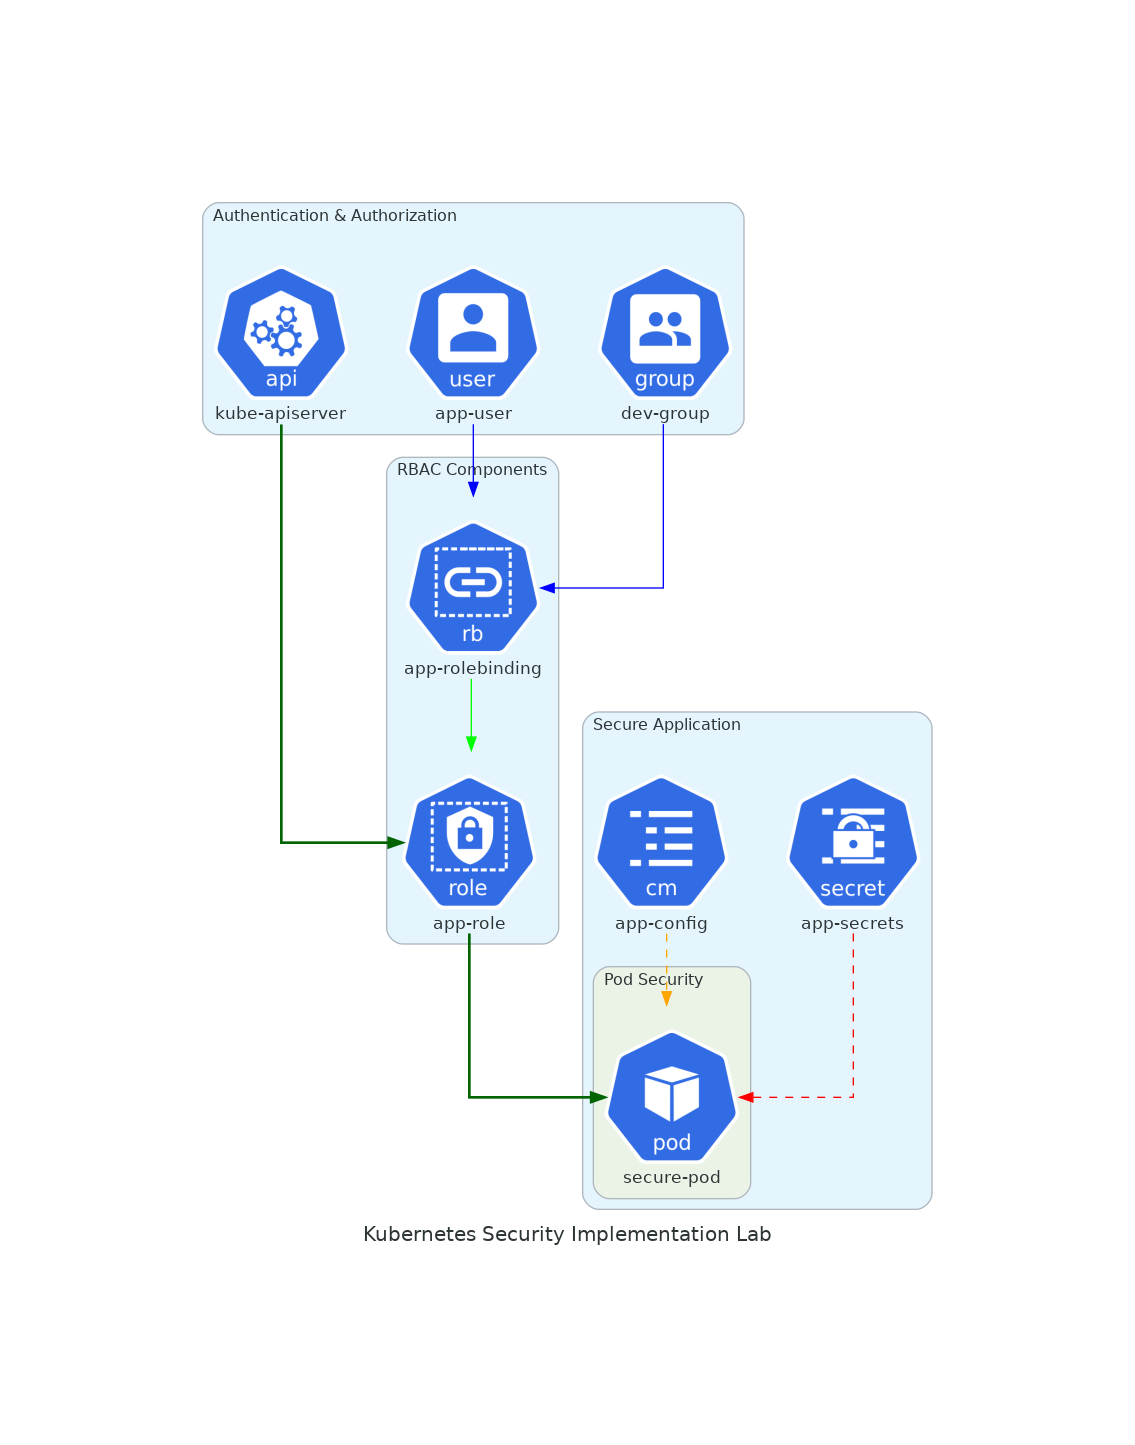 Authentication & Authorization
api
user
group
kube-apiserver
app-user
dev-group
RBAC Components
rb
app-rolebinding
Secure Application
role
cm
secret
app-role
app-config
app-secrets
Pod Security
pod
secure-pod
Kubernetes Security Implementation Lab